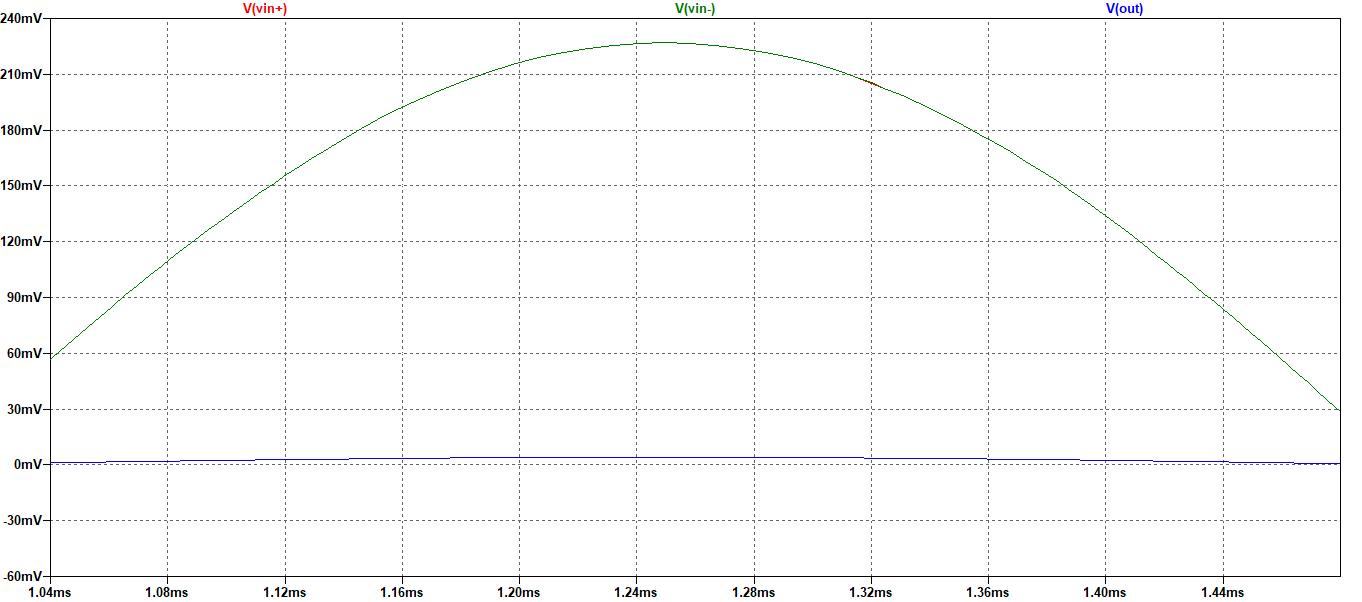 V(vin+) V(vin-) V(out)
240mV
210mV
180mV
150mV
120mV
90mV
60mV
30mV
0mV
-30mV
-60mV
1.04ms 1.08ms 1.12ms 1.16ms 1.20ms 1.24ms 1.28ms 1.32ms 1.36ms 1.40ms 1.44ms